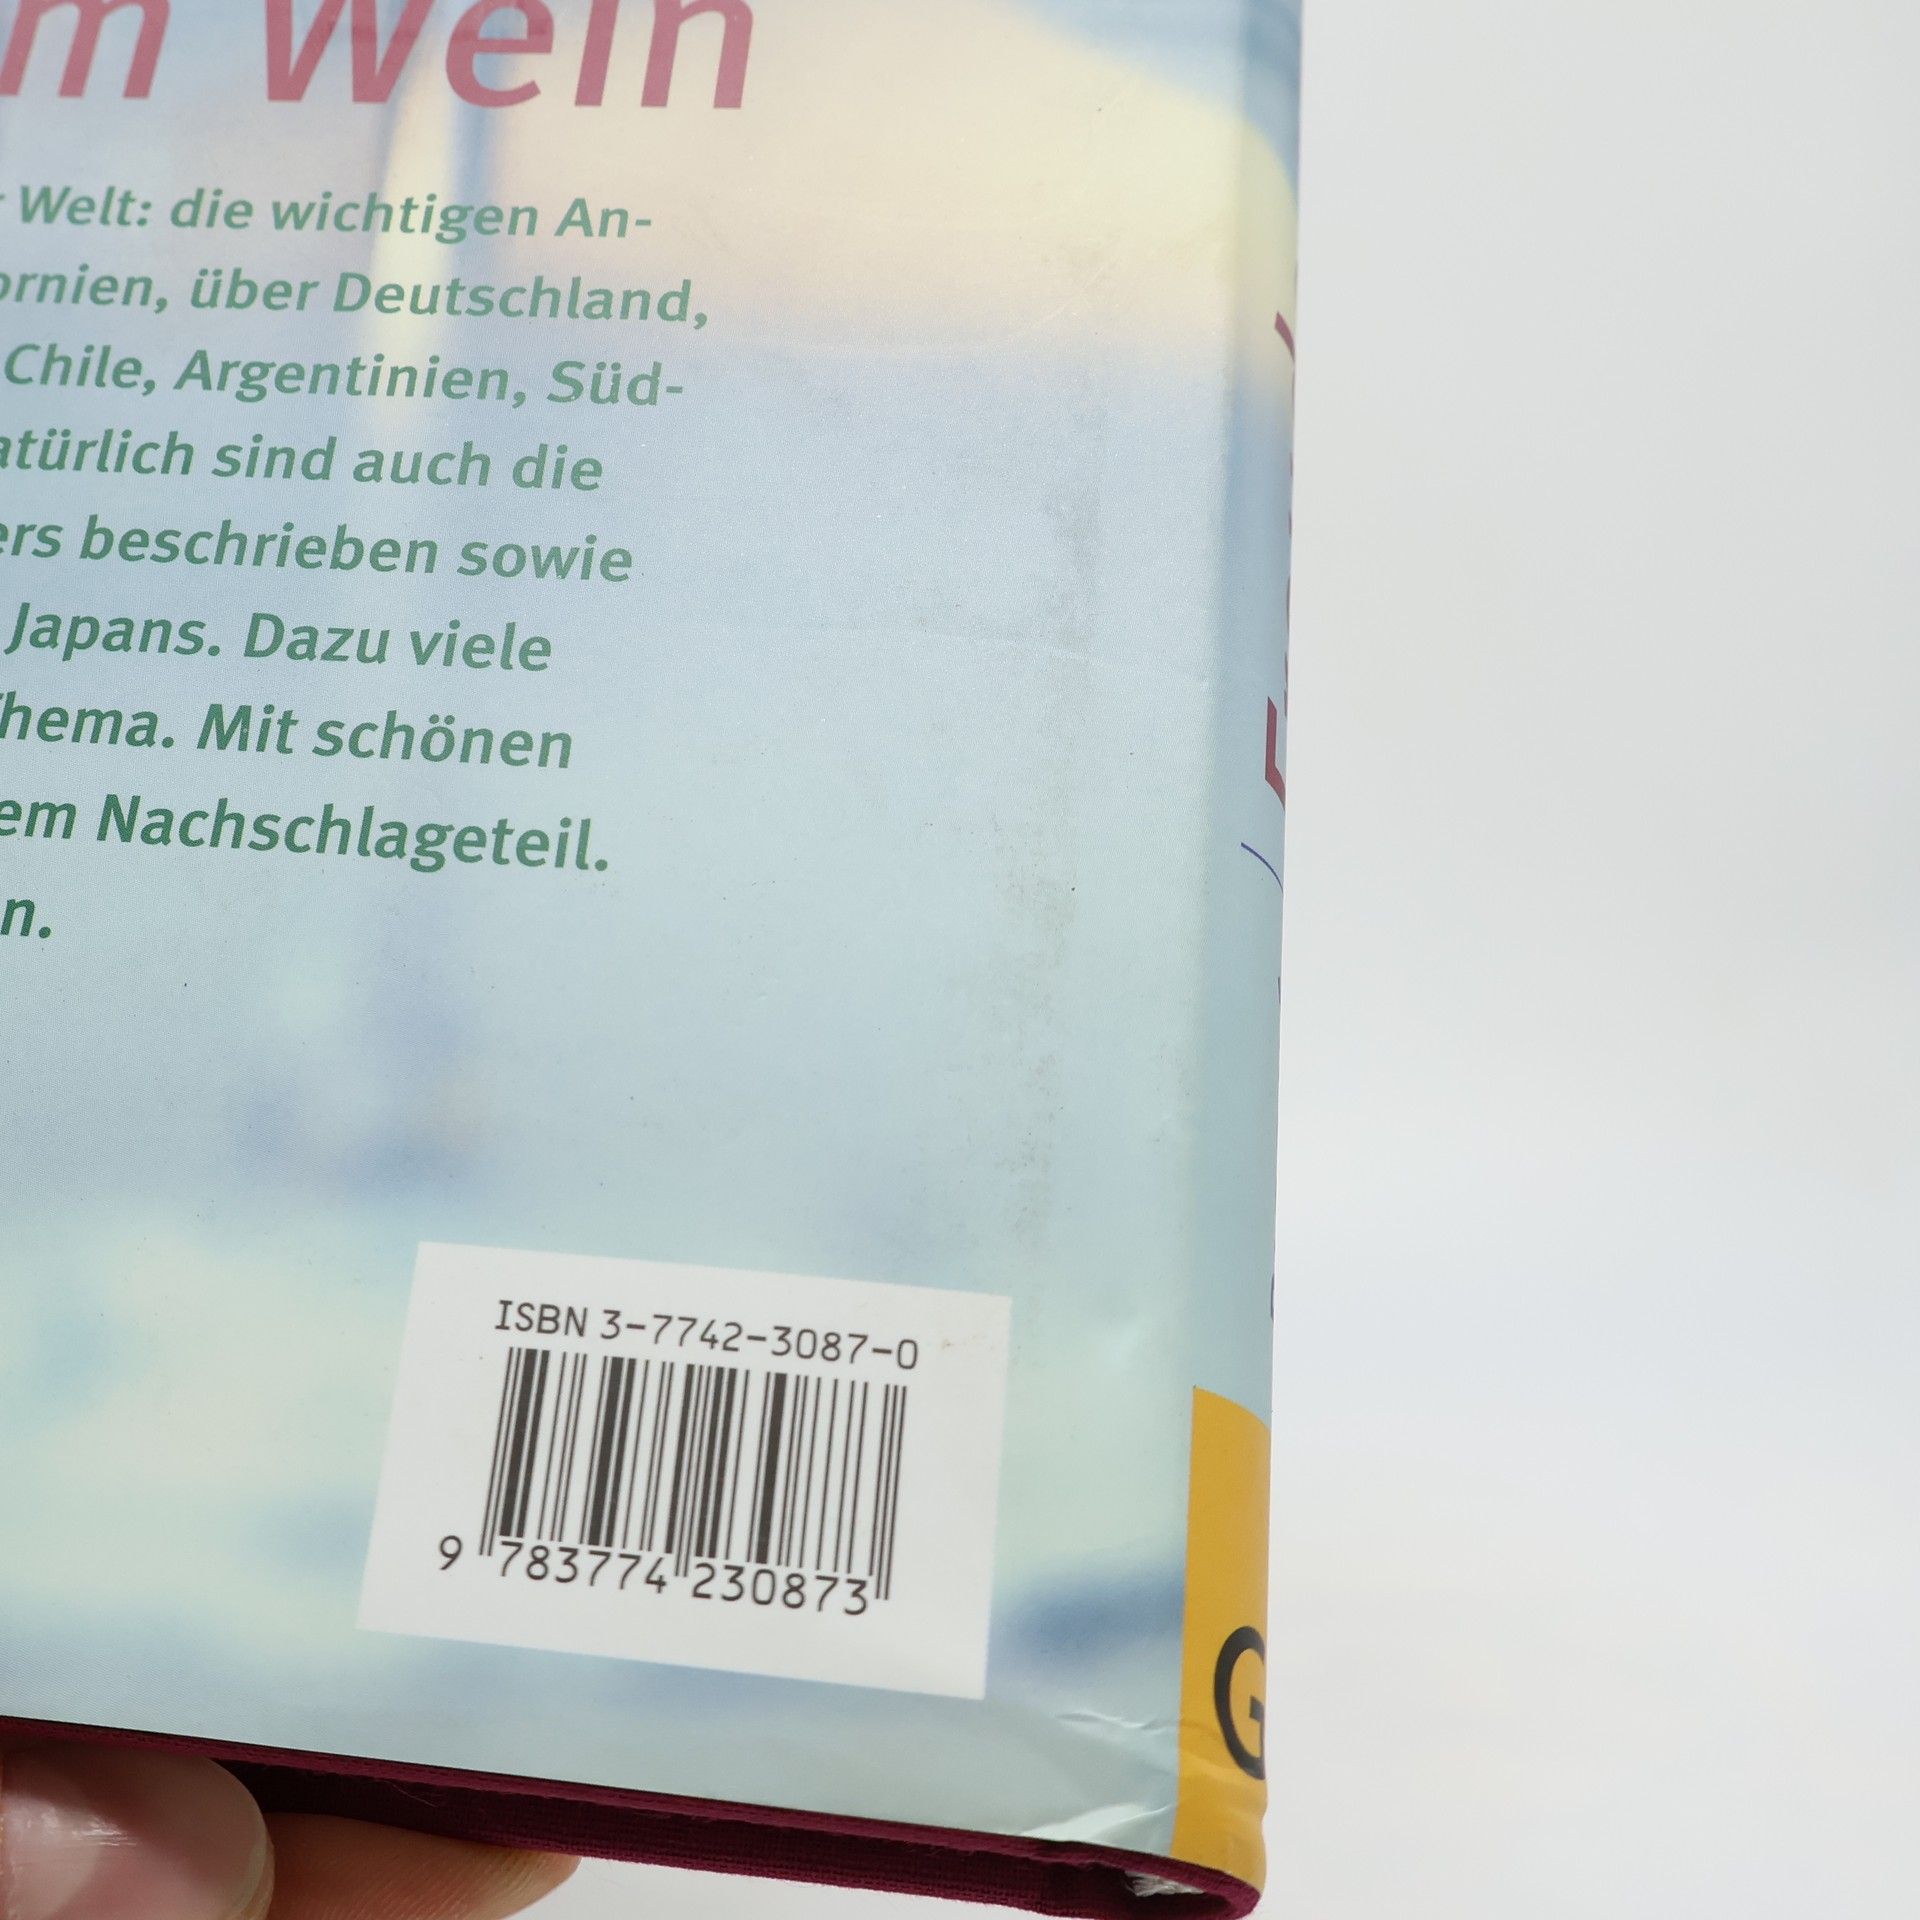 m Wein
Welt: die wichtigen An-
ornien, über Deutschland,
Chile, Argentinien, Süd-
atürlich sind auch die
ers beschrieben sowie
Japans. Dazu viele
hema. Mit schönen
em Nachschlageteil.
n.
ISBN 3-7742-3087-0
9 783774 230873
G